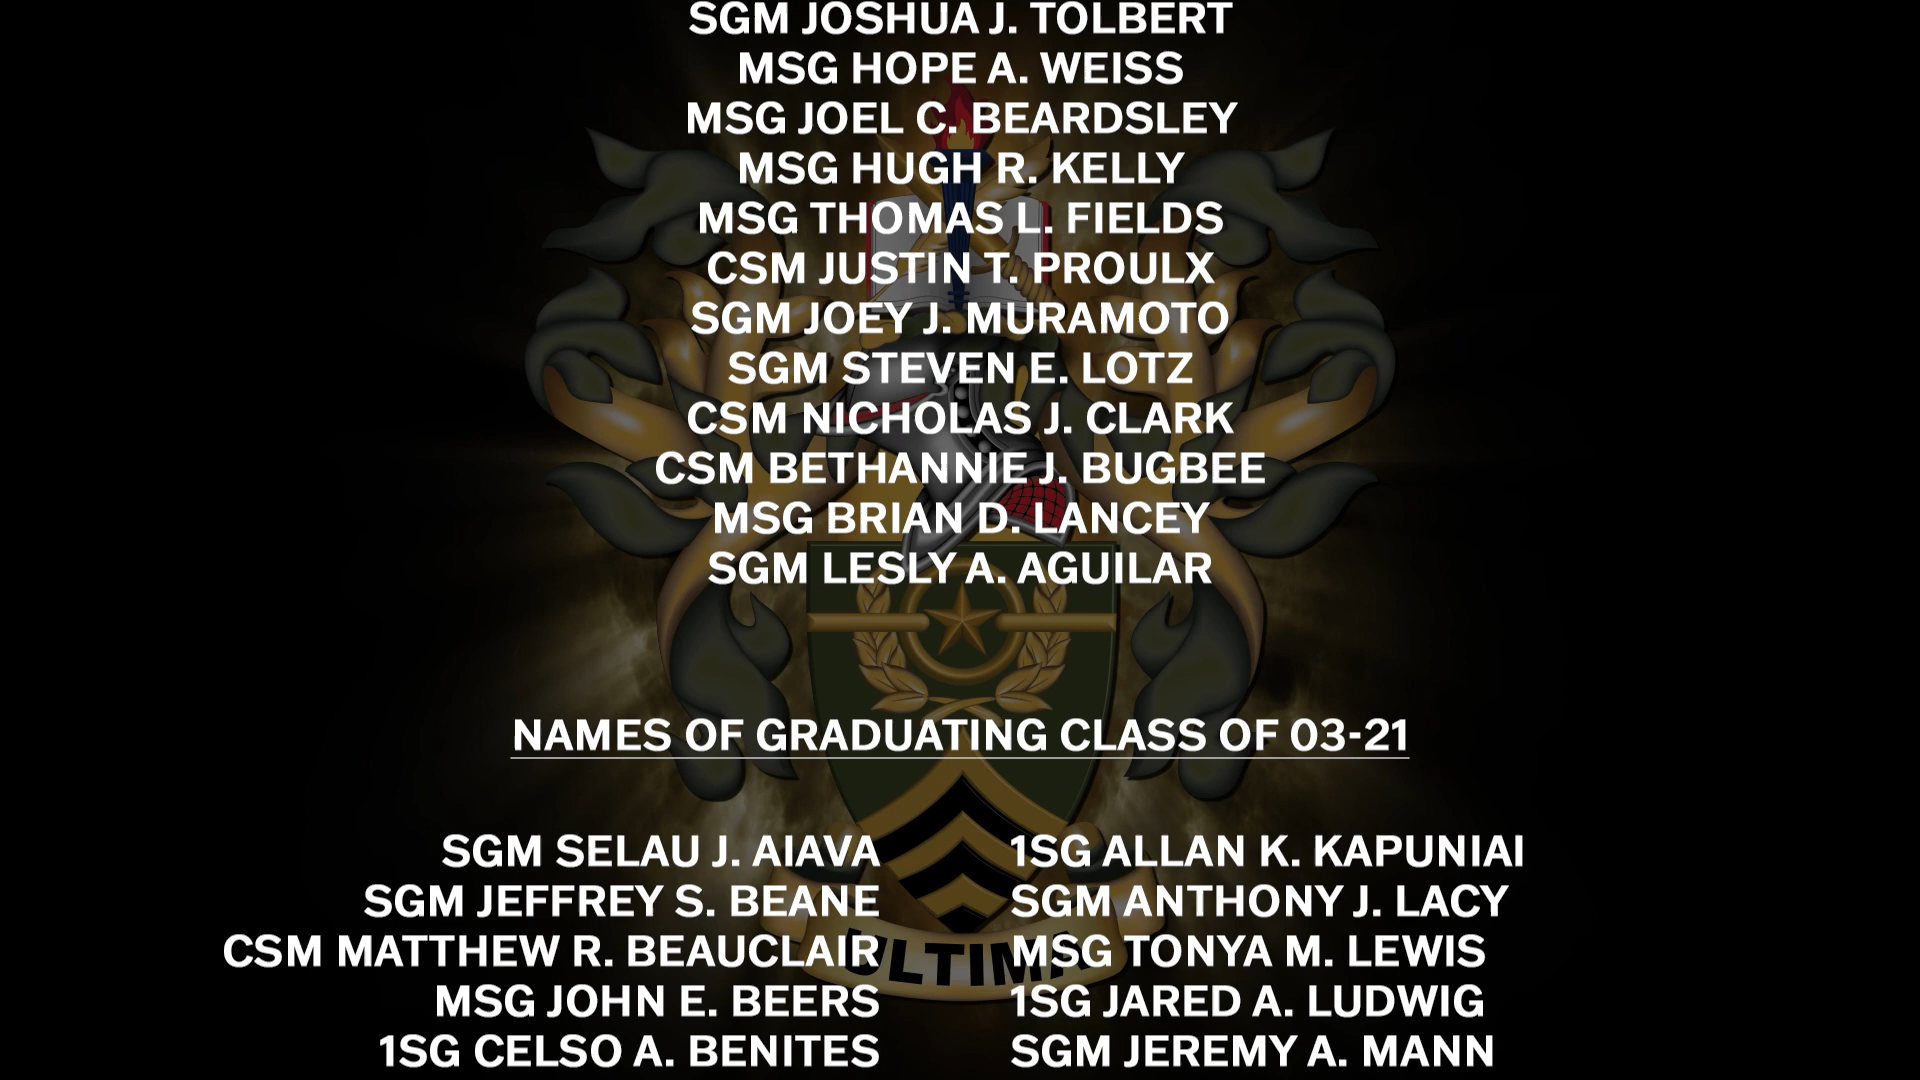 SGM JOSHUA J. TOLBERT
MSG HOPE A. WEISS
MSG JOEL C. BEARDSLEY
MSG HUGH R. KELLY
MSG THOMAS L. FIELDS
CSM JUSTIN T. PROULX
SGM JOEY J. MURAMOTO
SGM STEVEN E. LOTZ
CSM NICHOLAS J. CLARK
CSM BETHANNIE J. BUGBEE
MSG BRIAN D. LANCEY
SGM LESLY A. AGUILAR
NAMES OF GRADUATING CLASS OF 03-21
SGM SELAU J. AIAVA
SGM JEFFREY S. BEANE
CSM MATTHEW R. BEAUCLAIR
MSG JOHN E. BEERS
1SG CELSO A. BENITES
1SG ALLAN K. KAPUNIAI
SGM ANTHONY J. LACY
MSG TONYA M. LEWIS
1SG JARED A. LUDWIG
SGM JEREMY A. MANN
ULTIMA